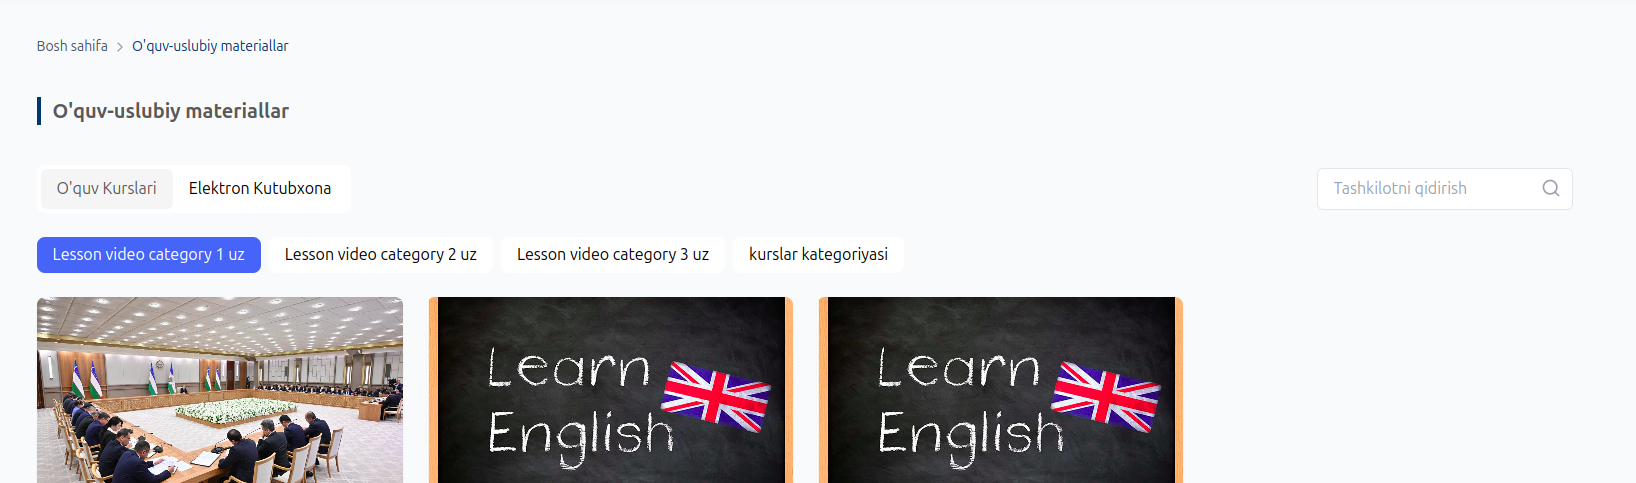 Bosh sahifa > O'quv-uslubiy materiallar
O'quv-uslubiy materiallar
O'quv Kurslari Elektron Kutubxona Tashkilotni qidirish
Lesson video category 1 uz Lesson video category 2 uz Lesson video category 3 uz kurslar kategoriyasi
Learn English
Learn English